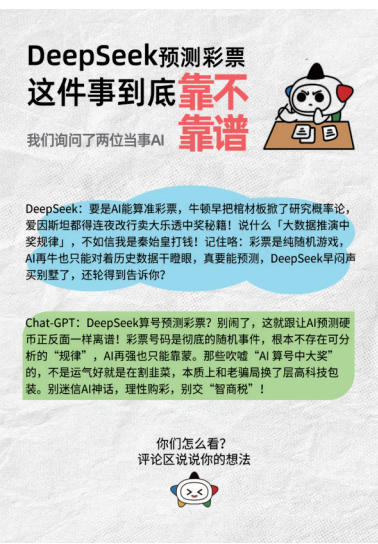 DeepSeek预测彩票
这件事到底靠不
靠谱
我们询问了两位当事AI
DeepSeek：要是AI能算准彩票，牛顿早把棺材板掀了研究概率论，
爱因斯坦都得连夜改行卖大乐透中奖秘籍！说什么「大数据推演中
奖规律」，不如信我是秦始皇打钱！记住咯：彩票是纯随机游戏，
AI再牛也只能对着历史数据干瞪眼，真要能预测，DeepSeek早闷声
买别墅了，还轮得到告诉你？
Chat-GPT：DeepSeek算号预测彩票？别闹了，这就跟让AI预测硬
币正反面一样离谱！彩票号码是彻底的随机事件，根本不存在可分
析的“规律”，AI再强也只能靠蒙。那些吹嘘“AI 算号中大奖”
的，不是运气好就是在割韭菜，本质上和老骗局换了层高科技包
装。别迷信AI神话，理性购彩，别交“智商税”！
你们怎么看？
评论区说说你的想法